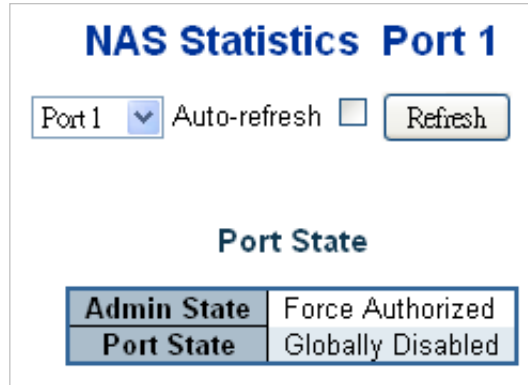 NAS Statistics Port 1
Port 1 Auto-refresh Refresh
Port State
Admin State Force Authorized
Port State Globally Disabled